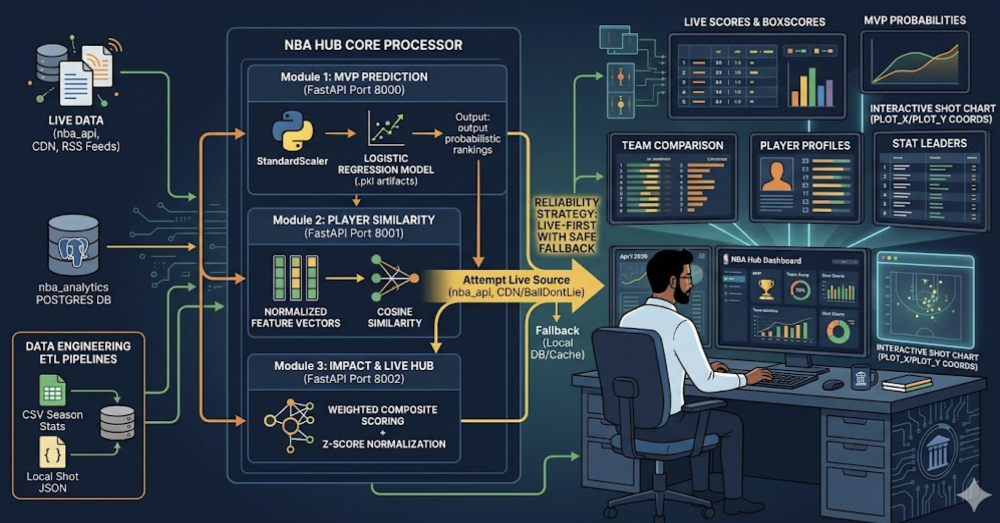 LIVE DATA
(nba_api,
CDN, RSS Feeds)
nba_analytics
POSTGRES DB
DATA ENGINEERING
ETL PIPELINES
CSV Season
Stats
{ }
Local Shot
JSON
NBA HUB CORE PROCESSOR
Module 1: MVP PREDICTION
(FastAPI Port 8000)
StandardScaler
LOGISTIC
REGRESSION MODEL
(.pkl artifacts)
Output:
output
probabilistic
rankings
Module 2: PLAYER SIMILARITY
(FastAPI Port 8001)
NORMALIZED
FEATURE VECTORS
COSINE
SIMILARITY
Module 3: IMPACT & LIVE HUB
(FastAPI Port 8002)
WEIGHTED COMPOSITE
SCORING
+
Z-SCORE NORMALIZATION
RELIABILITY
STRATEGY:
LIVE-FIRST
WITH SAFE
FALLBACK
Attempt Live Source
(nba_api, CDN/BallDontLie)
Fallback
(Local
DB/Cache)
LIVE SCORES & BOXSCORES
1
2
3
4
5
MVP PROBABILITIES
INTERACTIVE SHOT CHART
(PLOT_X/PLOT_Y COORDS)
TEAM COMPARISON
PLAYER PROFILES
STAT LEADERS
NBA Hub Dashboard
INTERACTIVE SHOT CHART
(PLOT_X/PLOT_Y COORDS)